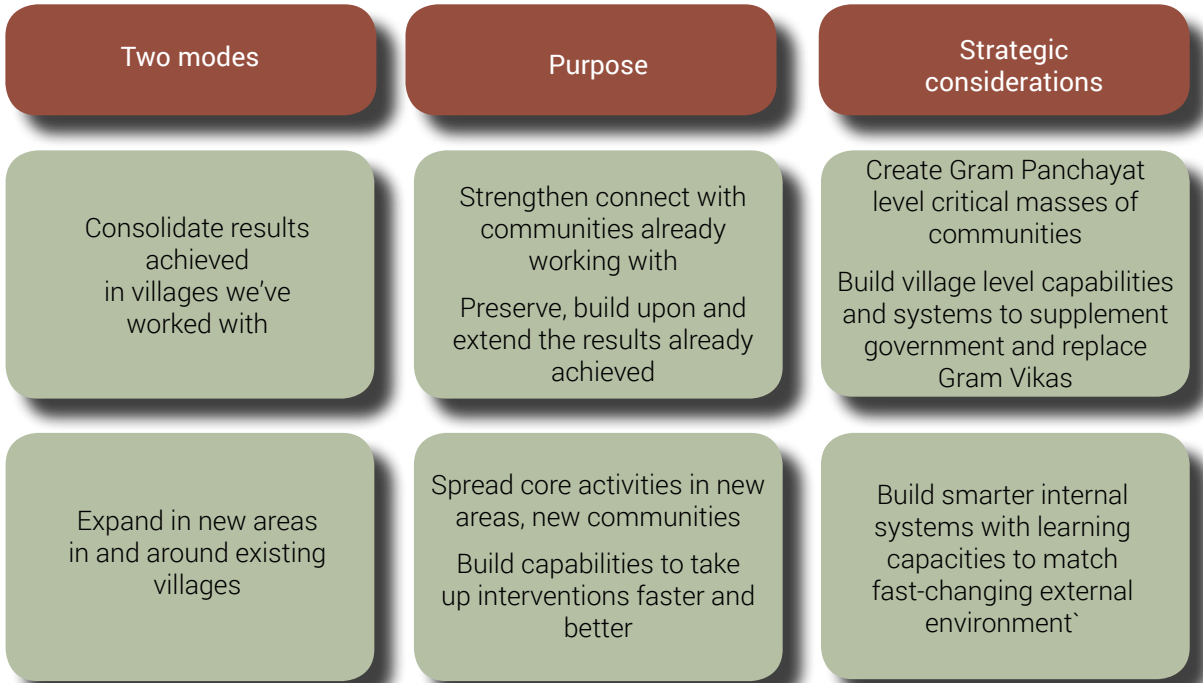 Two modes
Purpose
Strategic
considerations
Consolidate results
achieved
in villages we've
worked with
Strengthen connect with
communities already
working with
Preserve, build upon and
extend the results already
achieved
Create Gram Panchayat
level critical masses of
communities
Build village level capabilities
and systems to supplement
government and replace
Gram Vikas
Expand in new areas
in and around existing
villages
Spread core activities in new
areas, new communities
Build capabilities to take
up interventions faster and
better
Build smarter internal
systems with learning
capacities to match
fast-changing external
environment`